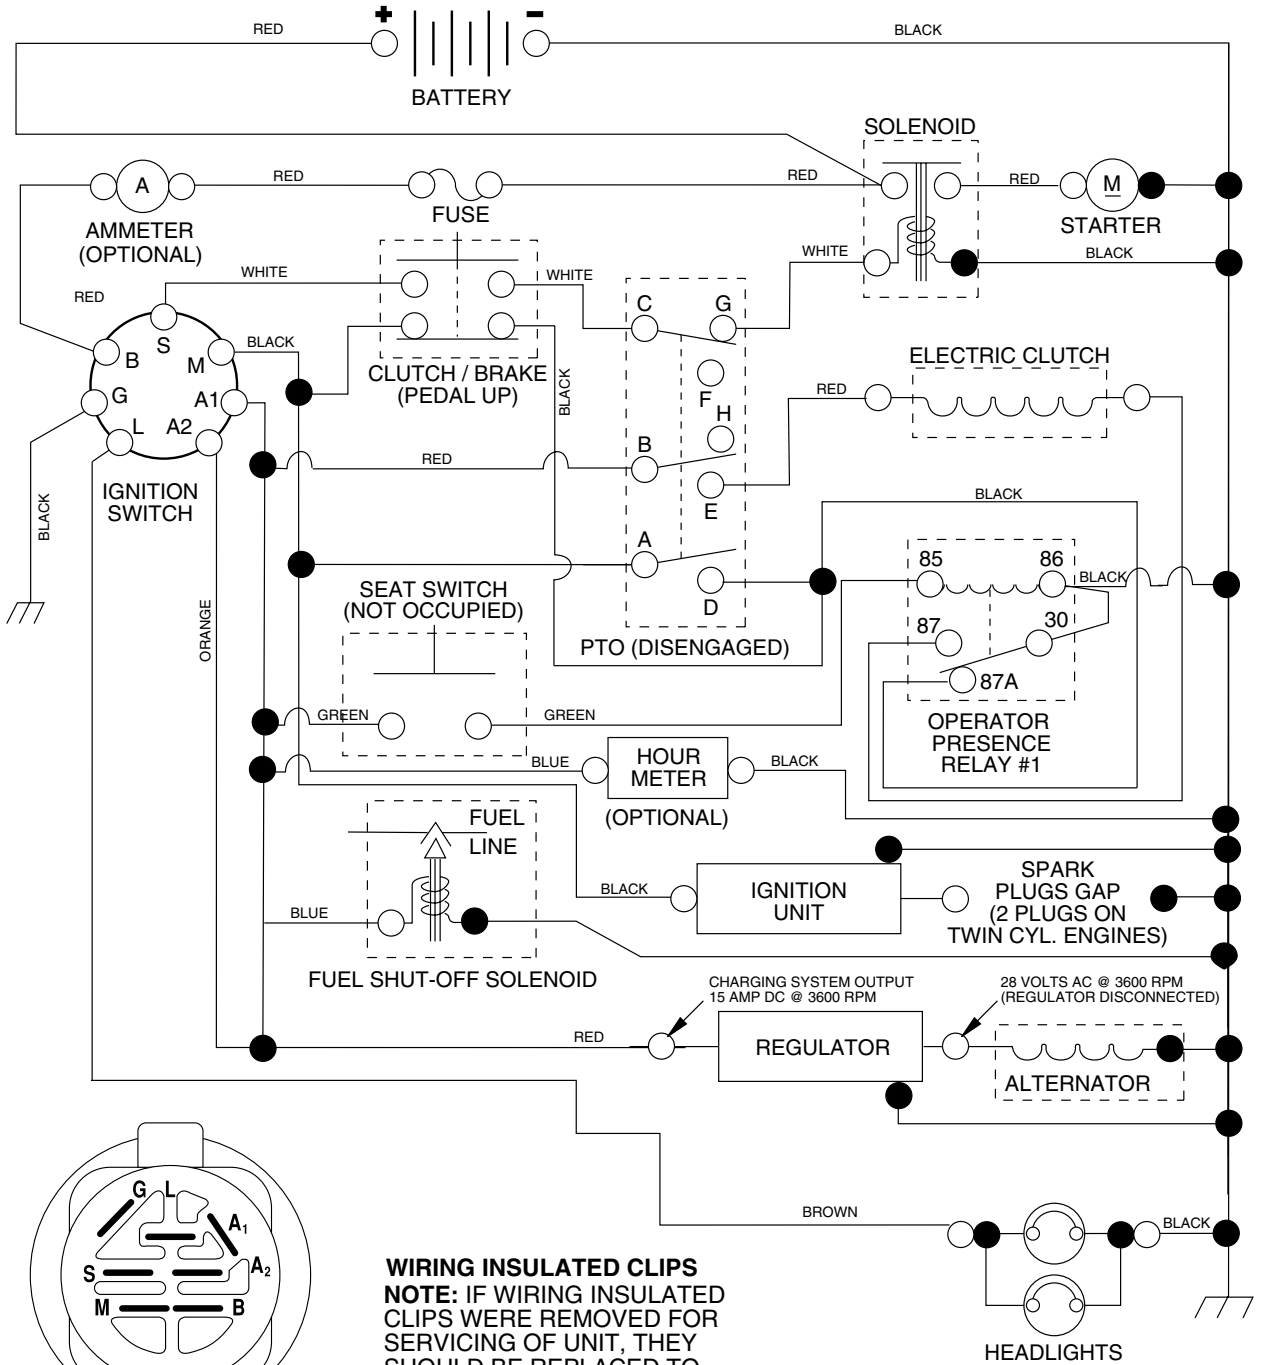 +
-
RED
BLACK
BATTERY
SOLENOID
A
RED
RED
RED
M
AMMETER
(OPTIONAL)
FUSE
STARTER
WHITE
BLACK
WHITE
WHITE
RED
C
G
S
B
M
BLACK
ELECTRIC CLUTCH
CLUTCH / BRAKE
(PEDAL UP)
BLACK
F
RED
G
A1
H
L
A2
B
RED
IGNITION
SWITCH
BLACK
E
BLACK
A
85
86
BLACK
SEAT SWITCH
(NOT OCCUPIED)
D
ORANGE
87
30
PTO (DISENGAGED)
87A
GREEN
GREEN
OPERATOR
PRESENCE
RELAY #1
BLUE
HOUR
METER
BLACK
(OPTIONAL)
FUEL
LINE
BLACK
IGNITION
UNIT
SPARK
PLUGS GAP
(2 PLUGS ON
TWIN CYL. ENGINES)
BLUE
FUEL SHUT-OFF SOLENOID
CHARGING SYSTEM OUTPUT
15 AMP DC @ 3600 RPM
28 VOLTS AC @ 3600 RPM
(REGULATOR DISCONNECTED)
RED
REGULATOR
ALTERNATOR
G
L
A1
S
A2
M
B
BROWN
BLACK
HEADLIGHTS
WIRING INSULATED CLIPS
NOTE: IF WIRING INSULATED
CLIPS WERE REMOVED FOR
SERVICING OF UNIT, THEY
SHOULD BE REPLACED TO